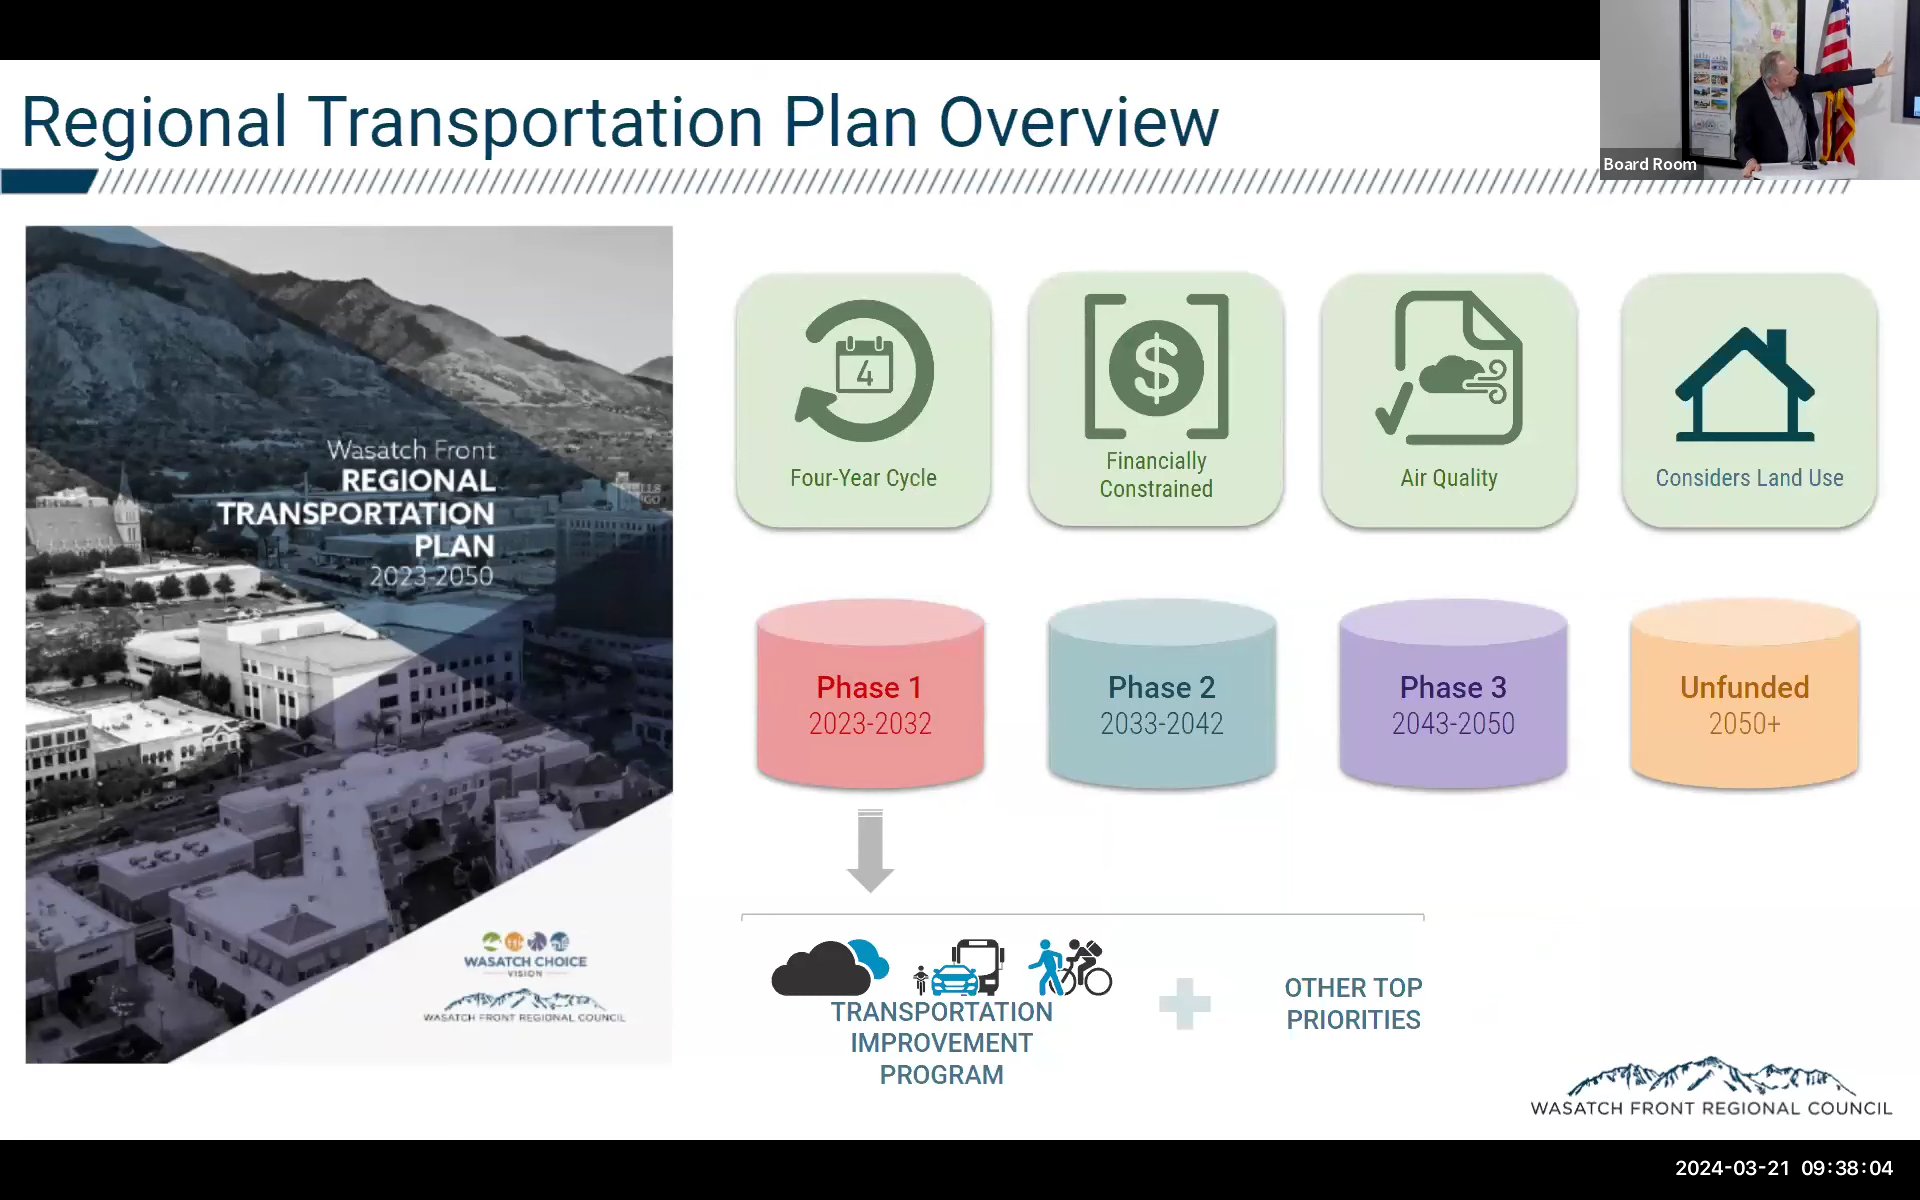 Regional Transportation Plan Overview
Board Room
Wasatch Front
REGIONAL
TRANSPORTATION
PLAN
2023-2050
WASATCH CHOICE
VISION
WASATCH FRONT REGIONAL COUNCIL
4
Four-Year Cycle
$
Financially
Constrained
Air Quality
Considers Land Use
Phase 1
2023-2032
Phase 2
2033-2042
Phase 3
2043-2050
Unfunded
2050+
TRANSPORTATION
IMPROVEMENT
PROGRAM
OTHER TOP
PRIORITIES
WASATCH FRONT REGIONAL COUNCIL
2024-03-21 09:38:04